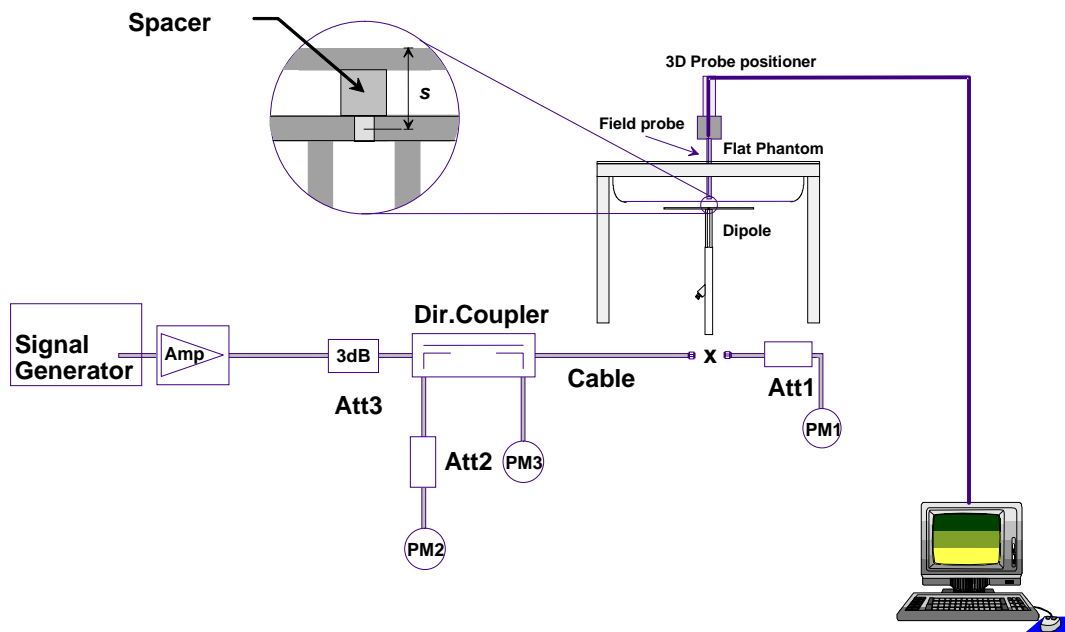 Spacer
s
3D Probe positioner
Field probe
Flat Phantom
Dipole
Signal
Generator
Amp
3dB
Att3
Dir.Coupler
Cable
x
Att1
PM1
Att2
PM3
PM2